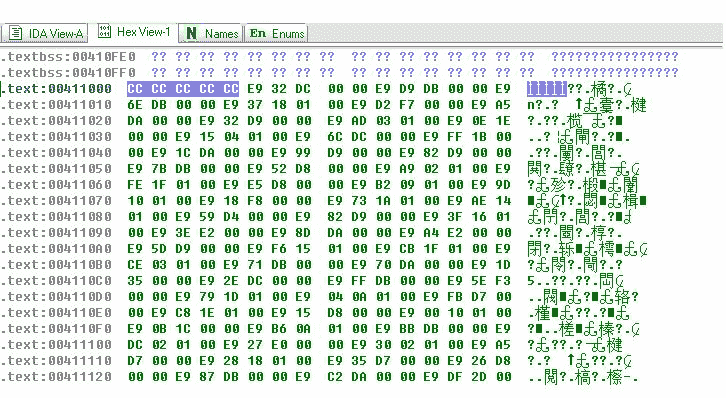 IDA View-A Hex View-1 N Names En Enums
.textbss:00410FE0 ?? ?? ?? ?? ?? ?? ?? ?? ?? ?? ?? ?? ?? ?? ?? ?? ????????????????
.textbss:00410FF0 ?? ?? ?? ?? ?? ?? ?? ?? ?? ?? ?? ?? ?? ?? ?? ?? ????????????????
.text:00411000 CC CC CC CC CC E9 32 DC 00 00 E9 D9 DB 00 00 E9
.text:00411010 6E DB 00 00 E9 37 18 01 00 E9 D2 F7 00 00 E9 A5
.text:00411020 DA 00 00 E9 32 D9 00 00 E9 AD 03 01 00 E9 0E 1E
.text:00411030 00 00 E9 15 04 01 00 E9 6C DC 00 00 E9 FF 1B 00
.text:00411040 00 E9 1C DA 00 00 E9 99 D9 00 00 E9 82 D9 00 00
.text:00411050 E9 7B DB 00 00 E9 52 D8 00 00 E9 A9 02 01 00 E9
.text:00411060 FE 1F 01 00 E9 E5 D8 00 00 E9 B2 09 01 00 E9 9D
.text:00411070 10 01 00 E9 18 F8 00 00 E9 73 1A 01 00 E9 AE 14
.text:00411080 01 00 E9 59 D4 00 00 E9 82 D9 00 00 E9 3F 16 01
.text:00411090 00 E9 3E E2 00 00 E9 8D DA 00 00 E9 A4 E2 00 00
.text:004110A0 E9 5D D9 00 00 E9 F6 15 01 00 E9 CB 1F 01 00 E9
.text:004110B0 CE 03 01 00 E9 71 DB 00 00 E9 70 DA 00 00 E9 1D
.text:004110C0 35 00 00 E9 2E DC 00 00 E9 FF DB 00 00 E9 5E F3
.text:004110D0 00 00 E9 79 1D 01 00 E9 04 0A 01 00 E9 FB D7 00
.text:004110E0 00 E9 C8 1E 01 00 E9 15 D8 00 00 E9 00 10 01 00
.text:004110F0 E9 0B 1C 00 00 E9 B6 0A 01 00 E9 BB DB 00 00 E9
.text:00411100 DC 02 01 00 E9 27 E0 00 00 E9 30 02 01 00 E9 A5
.text:00411110 D7 00 00 E9 28 18 01 00 E9 35 D7 00 00 E9 26 D8
.text:00411120 00 00 E9 87 DB 00 00 E9 C2 DA 00 00 E9 DF 2D 00